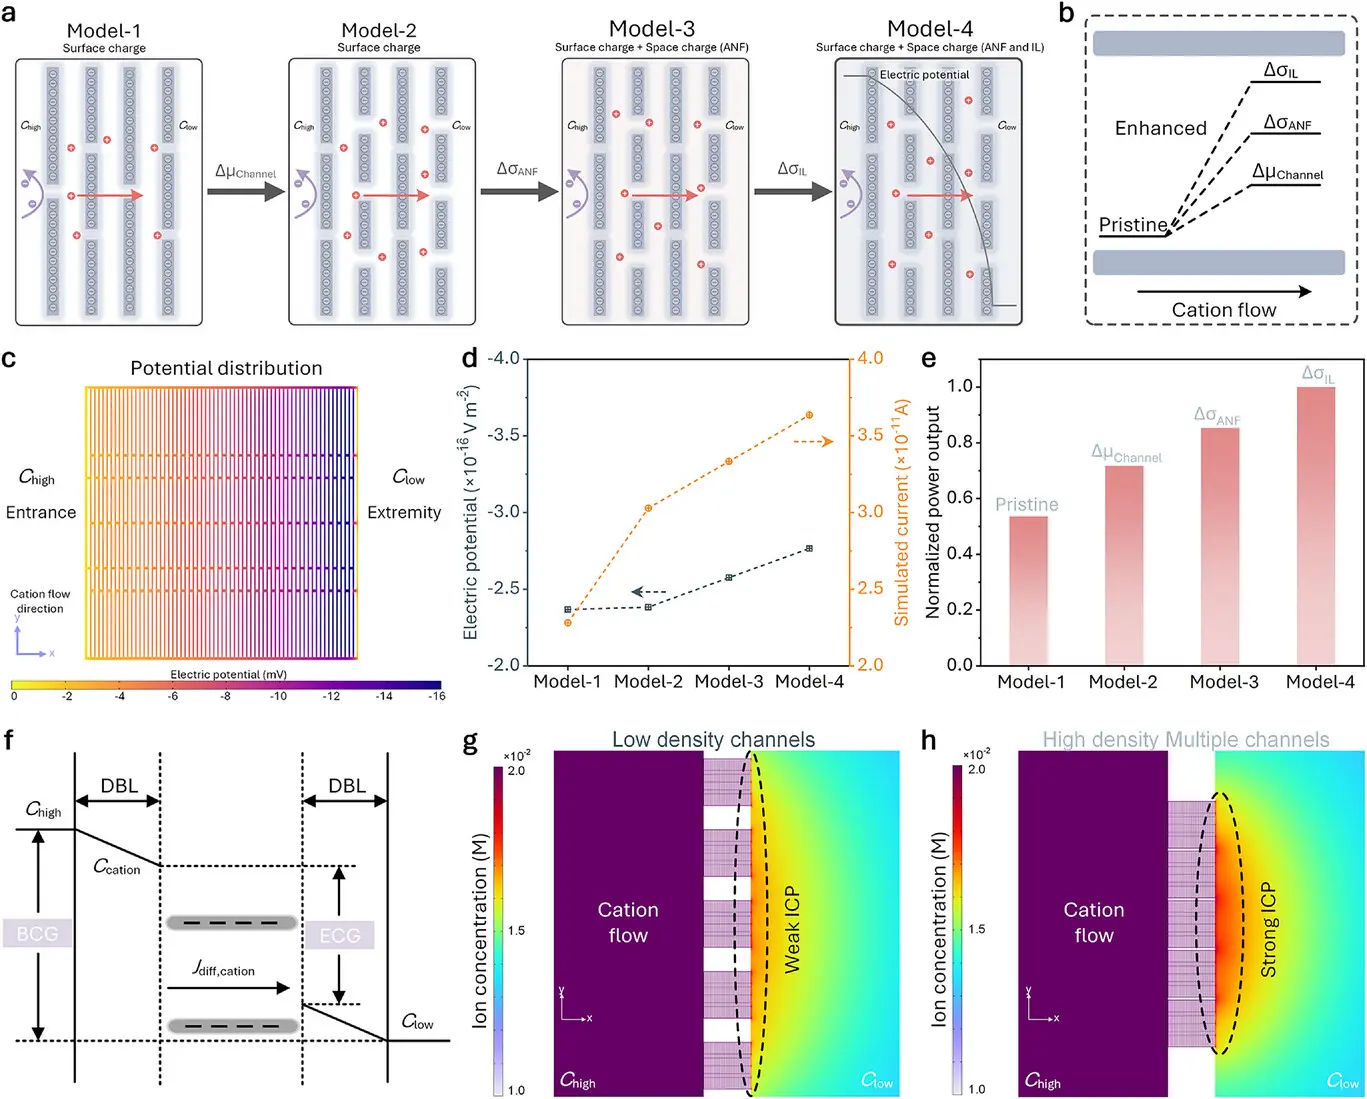 a
Model-1
Surface charge
Chigh
Clow
ΔμChannel
Model-2
Surface charge
Chigh
Clow
ΔσANF
Model-3
Surface charge + Space charge (ANF)
Chigh
Clow
ΔσIL
Model-4
Surface charge + Space charge (ANF and IL)
Electric potential
Chigh
Clow
b
ΔσIL
Enhanced
ΔσANF
ΔμChannel
Pristine
Cation flow
c
Potential distribution
Chigh
Entrance
Clow
Extremity
Cation flow
direction
y
x
Electric potential (mV)
0 -2 -4 -6 -8 -10 -12 -14 -16
d
Electric potential (×10-16 V m-2)
-4.0
-3.5
-3.0
-2.5
-2.0
Simulated current (×10-11A)
4.0
3.5
3.0
2.5
2.0
Model-1 Model-2 Model-3 Model-4
e
Normalized power output
1.0
0.8
0.6
0.4
0.2
0.0
Pristine
ΔμChannel
ΔσANF
ΔσIL
Model-1 Model-2 Model-3 Model-4
f
DBL
DBL
Chigh
Ccation
BCG
ECG
Jdiff,cation
Clow
g
Low density channels
×10-2
2.0
1.5
1.0
Ion concentration (M)
Cation
flow
Weak ICP
y
x
Chigh
Clow
h
High density Multiple channels
×10-2
2.0
1.5
1.0
Ion concentration (M)
Cation
flow
Strong ICP
y
x
Chigh
Clow